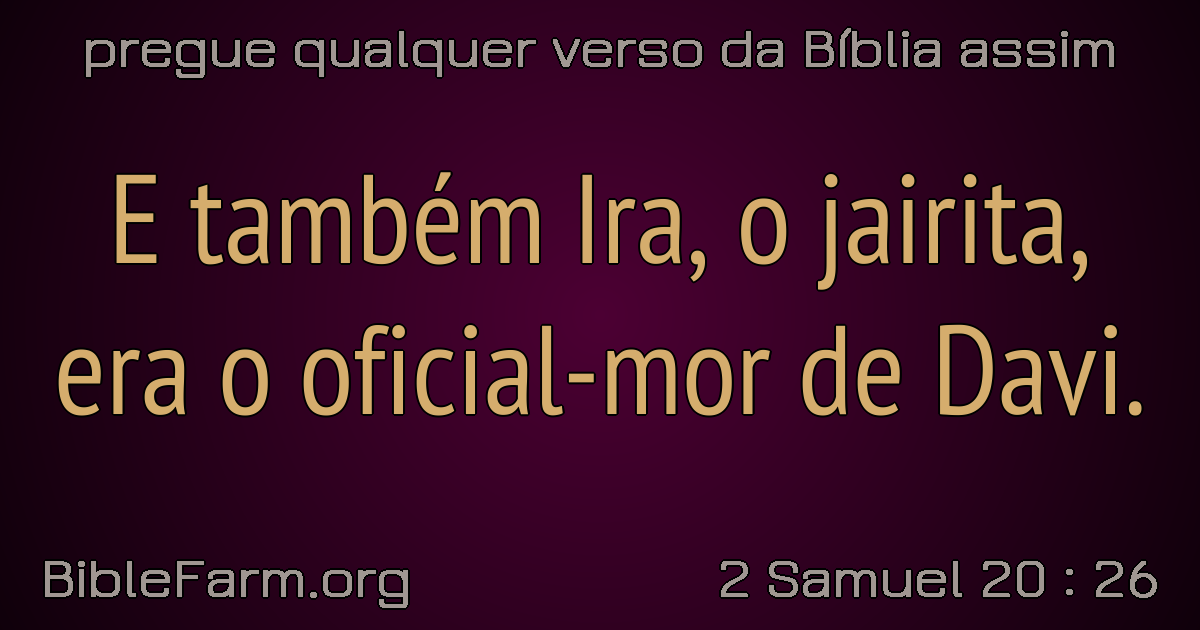 pregue qualquer verso da Bíblia assim
E também Ira, o jairita,
era o oficial-mor de Davi.
BibleFarm.org
2 Samuel 20 : 26